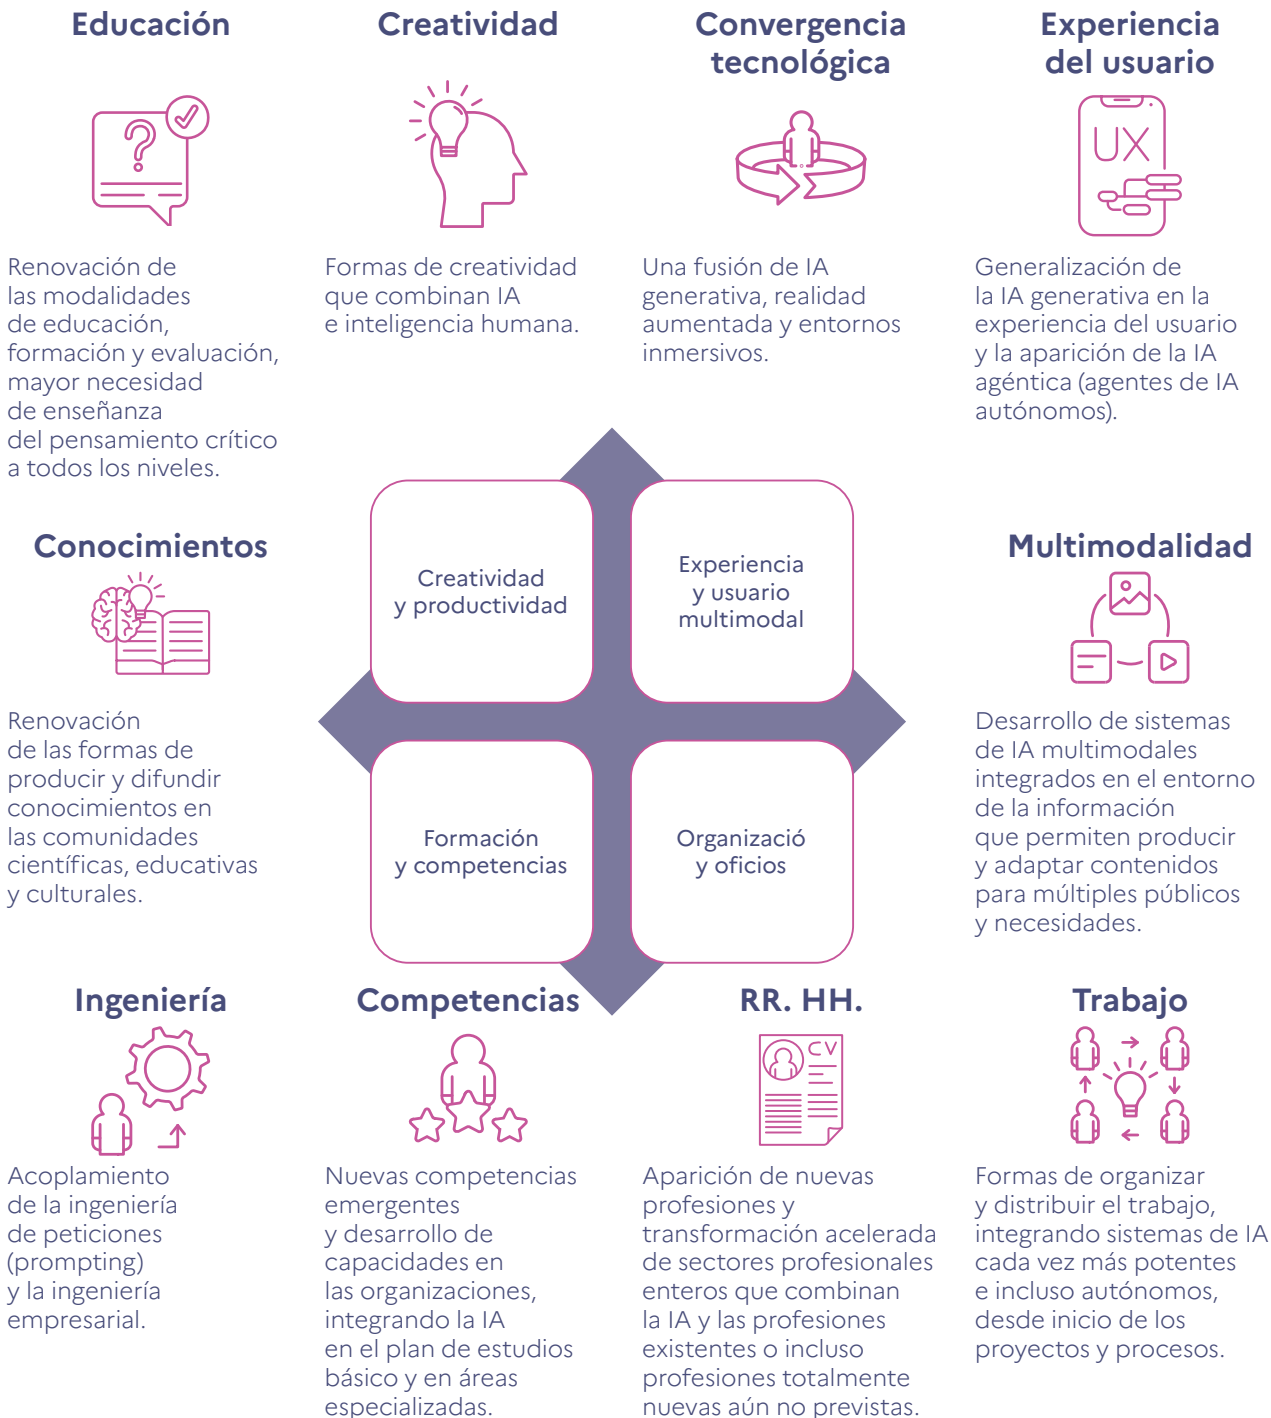 Educación
Renovación de
las modalidades
de educación,
formación y evaluación,
mayor necesidad
de enseñanza
del pensamiento crítico
a todos los niveles.
Creatividad
Formas de creatividad
que combinan IA
e inteligencia humana.
Convergencia
tecnológica
Una fusión de IA
generativa, realidad
aumentada y entornos
inmersivos.
Experiencia
del usuario
UX
Generalización de
la IA generativa en la
experiencia del usuario
y la aparición de la IA
agéntica (agentes de IA
autónomos).
Conocimientos
Renovación
de las formas de
producir y difundir
conocimientos en
las comunidades
científicas, educativas
y culturales.
Creatividad
y productividad
Experiencia
y usuario
multimodal
Formación
y competencias
Organizació
y oficios
Multimodalidad
Desarrollo de sistemas
de IA multimodales
integrados en el entorno
de la información
que permiten producir
y adaptar contenidos
para múltiples públicos
y necesidades.
Ingeniería
Acoplamiento
de la ingeniería
de peticiones
(prompting)
y la ingeniería
empresarial.
Competencias
Nuevas competencias
emergentes
y desarrollo de
capacidades en
las organizaciones,
integrando la IA
en el plan de estudios
básico y en áreas
especializadas.
RR. HH.
CV
Aparición de nuevas
profesiones y
transformación acelerada
de sectores profesionales
enteros que combinan
la IA y las profesiones
existentes o incluso
profesiones totalmente
nuevas aún no previstas.
Trabajo
Formas de organizar
y distribuir el trabajo,
integrando sistemas de IA
cada vez más potentes
e incluso autónomos,
desde inicio de los
proyectos y procesos.